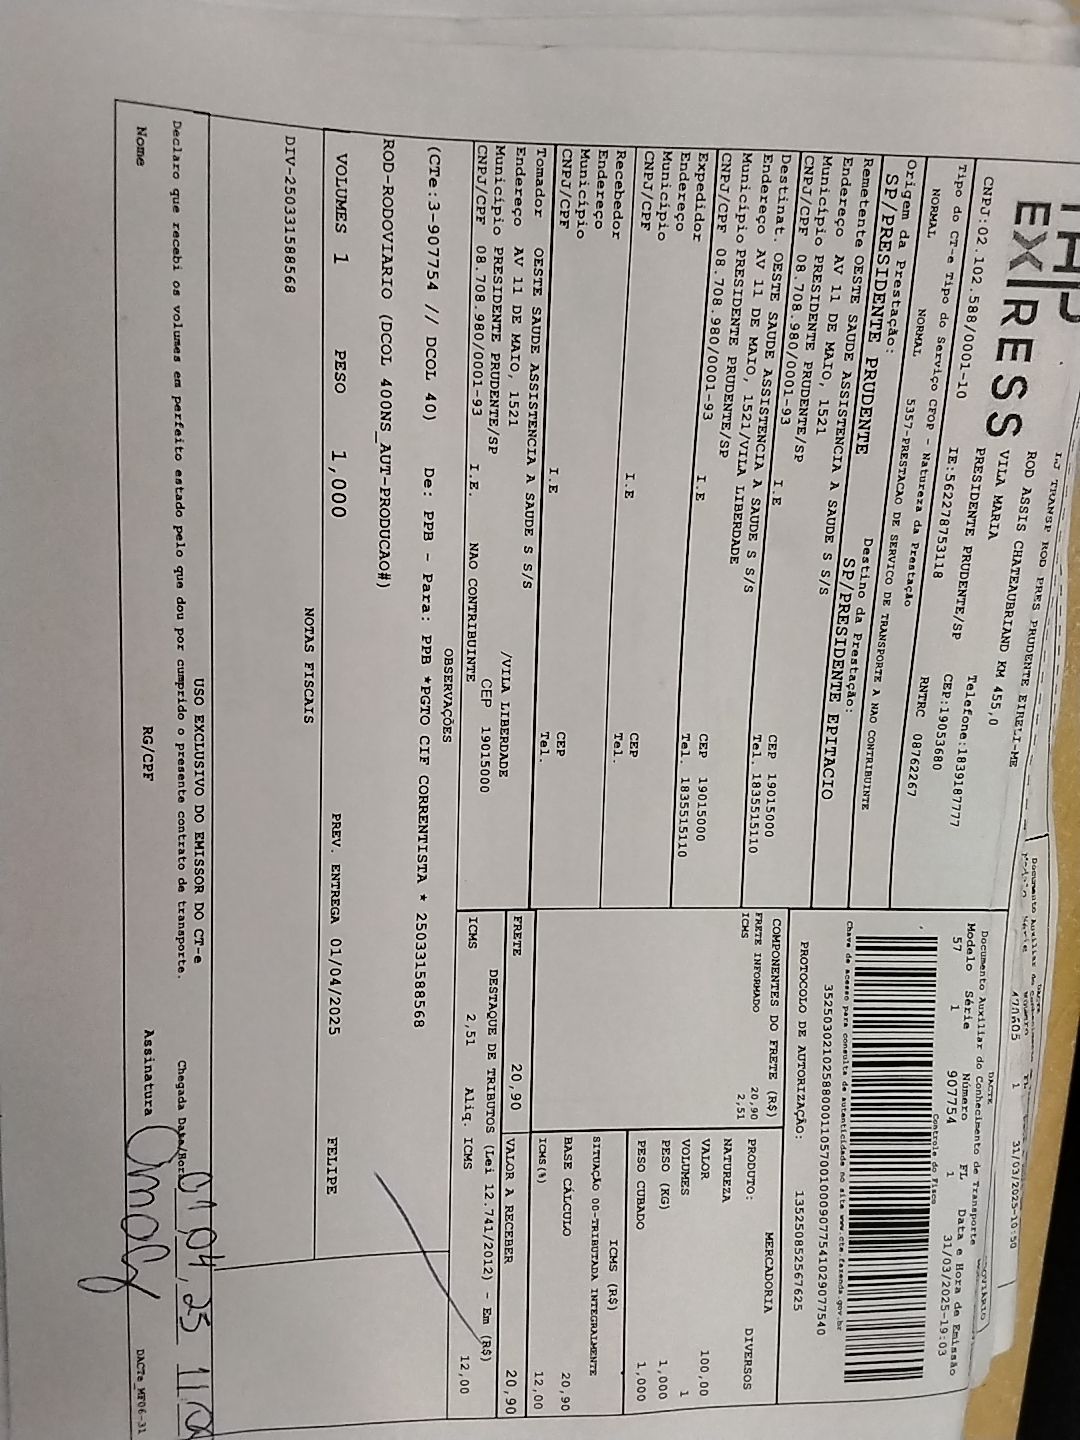 EX|RESS
LJ TRANSP ROD PRES PRUDENTE EIRELI-ME
ROD ASSIS CHATEAUBRIAND KM 455,0
VILA MARIA
PRESIDENTE PRUDENTE/SP CEP:19053680
CNPJ:02.102.588/0001-10 IE:562278753118 Telefone:1839187777
470605 1 31/03/2025-10:50
DACTE
Documento Auxiliar do Conhecimento de Transporte
Modelo Série Número FL Data e Hora de Emissão
57 1 907754 1 31/03/2025-19:03
Controle do Fisco
Tipo do CT-e Tipo do Serviço CFOP - Natureza da Prestação RNTRC 08762267
NORMAL NORMAL 5357-PRESTACAO DE SERVICO DE TRANSPORTE A NAO CONTRIBUINTE
Origem da Prestação: Destino da Prestação:
SP/PRESIDENTE PRUDENTE SP/PRESIDENTE EPITACIO
Chave de acesso para consulta de autenticidade no site www.cte.fazenda.gov.br
35250302102588000110570010009077541029077540
PROTOCOLO DE AUTORIZAÇÃO: 135250852567625
Remetente OESTE SAUDE ASSISTENCIA A SAUDE S S/S
Endereço AV 11 DE MAIO, 1521
Município PRESIDENTE PRUDENTE/SP CEP 19015000
CNPJ/CPF 08.708.980/0001-93 I.E Tel. 1835515110
Destinat. OESTE SAUDE ASSISTENCIA A SAUDE S S/S
Endereço AV 11 DE MAIO, 1521/VILA LIBERDADE
Município PRESIDENTE PRUDENTE/SP CEP 19015000
CNPJ/CPF 08.708.980/0001-93 I.E Tel. 1835515110
Expedidor
Endereço
Município CEP
CNPJ/CPF I.E Tel.
Recebedor
Endereço
Município CEP
CNPJ/CPF I.E Tel.
Tomador OESTE SAUDE ASSISTENCIA A SAUDE S S/S
Endereço AV 11 DE MAIO, 1521 /VILA LIBERDADE
Município PRESIDENTE PRUDENTE/SP CEP 19015000
CNPJ/CPF 08.708.980/0001-93 I.E. NAO CONTRIBUINTE
COMPONENTES DO FRETE (R$)
FRETE INFORMADO 20,90
ICMS 2,51
MERCADORIA
PRODUTO: DIVERSOS
NATUREZA
VALOR 100,00
VOLUMES 1
PESO (KG) 1,000
PESO CUBADO 1,000
ICMS (R$)
SITUAÇÃO 00-TRIBUTADA INTEGRALMENTE
BASE CÁLCULO 20,90
ICMS(%) 12,00
FRETE 20,90 VALOR A RECEBER 20,90
DESTAQUE DE TRIBUTOS (Lei 12.741/2012) - Em (R$)
ICMS 2,51 Aliq. ICMS 12,00
OBSERVAÇÕES
(CTe:3-907754 // DCOL 40) De: PPB - Para: PPB *PGTO CIF CORRENTISTA * 250331588568
ROD-RODOVIARIO (DCOL 400NS_AUT-PRODUCAO#)
VOLUMES 1 PESO 1,000 PREV. ENTREGA 01/04/2025 FELIPE
NOTAS FISCAIS
DIV-250331588568
USO EXCLUSIVO DO EMISSOR DO CT-e
Declaro que recebi os volumes em perfeito estado pelo que dou por cumprido o presente contrato de transporte. Chegada Data/Hora 01 04, 25
Nome RG/CPF Assinatura
DACTe_MF06-31